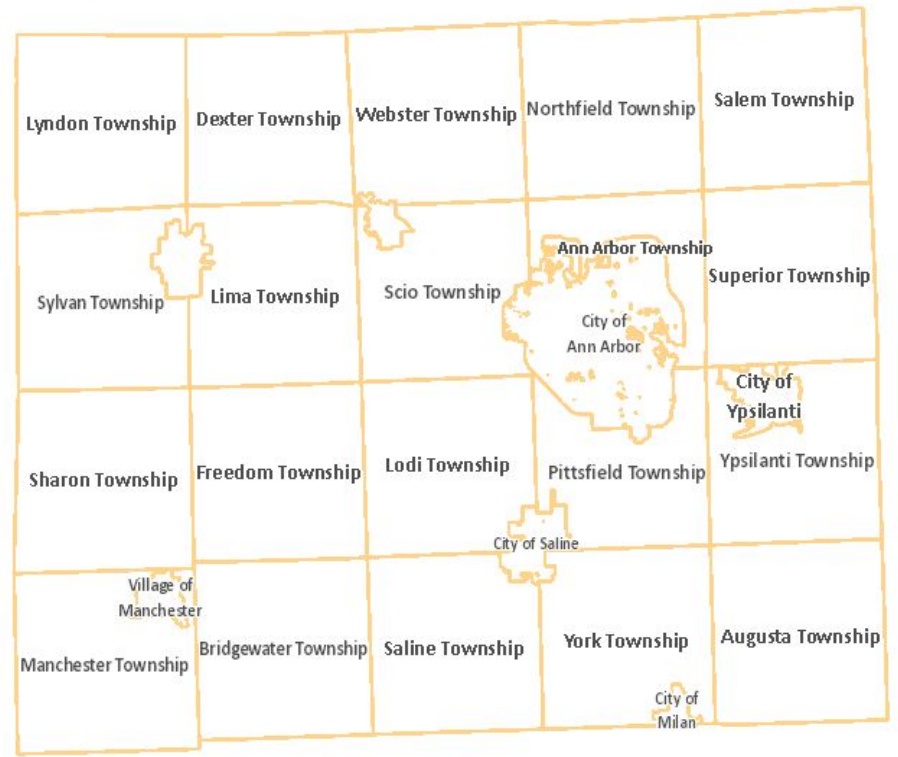 Lyndon Township
Dexter Township
Webster Township
Northfield Township
Salem Township
Sylvan Township
Lima Township
Scio Township
Ann Arbor Township
City of
Ann Arbor
Superior Township
Sharon Township
Freedom Township
Lodi Township
Pittsfield Township
City of
Ypsilanti
Ypsilanti Township
City of Saline
Village of
Manchester
Manchester Township
Bridgewater Township
Saline Township
York Township
Augusta Township
City of
Milan